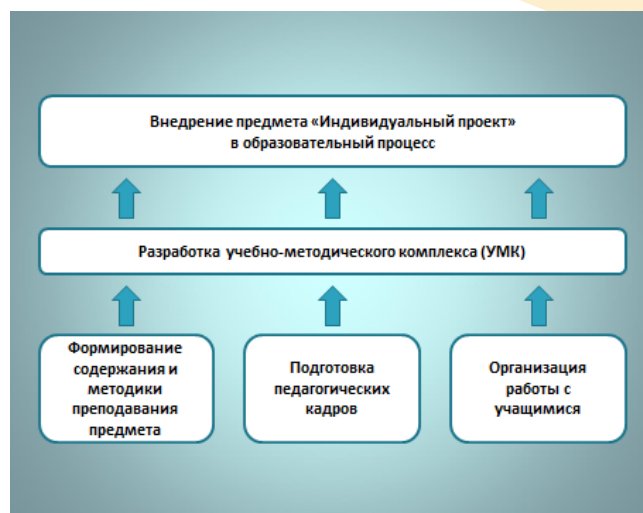 Внедрение предмета «Индивидуальный проект»
в образовательный процесс
Разработка учебно-методического комплекса (УМК)
Формирование
содержания и
методики
преподавания
предмета
Подготовка
педагогических
кадров
Организация
работы с
учащимися